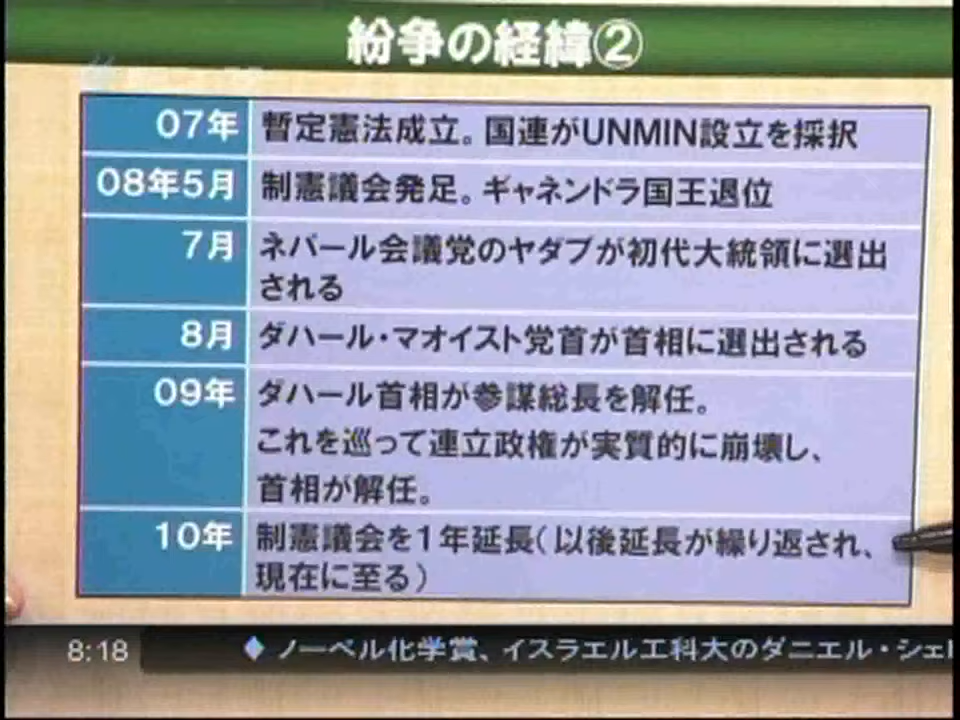 紛争の経緯②
07年 暫定憲法成立。国連がUNMIN設立を採択
08年5月 制憲議会発足。ギャネンドラ国王退位
7月 ネパール会議党のヤダブが初代大統領に選出
される
8月 ダハール・マオイスト党首が首相に選出される
09年 ダハール首相が参謀総長を解任。
これを巡って連立政権が実質的に崩壊し、
首相が解任。
10年 制憲議会を1年延長(以後延長が繰り返され、
現在に至る)
8:18 ◆ノーベル化学賞、イスラエル工科大のダニエル・シェ